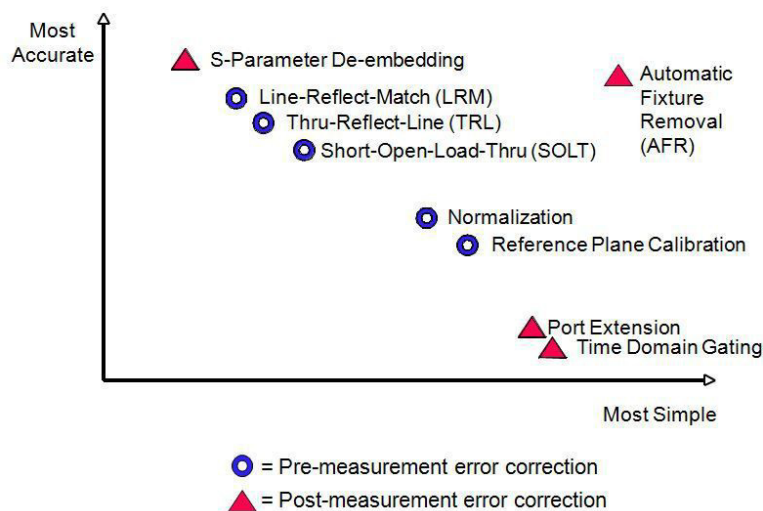 Most
Accurate
S-Parameter De-embedding
Line-Reflect-Match (LRM)
Thru-Reflect-Line (TRL)
Short-Open-Load-Thru (SOLT)
Automatic
Fixture
Removal
(AFR)
Normalization
Reference Plane Calibration
Port Extension
Time Domain Gating
Most Simple
= Pre-measurement error correction
= Post-measurement error correction